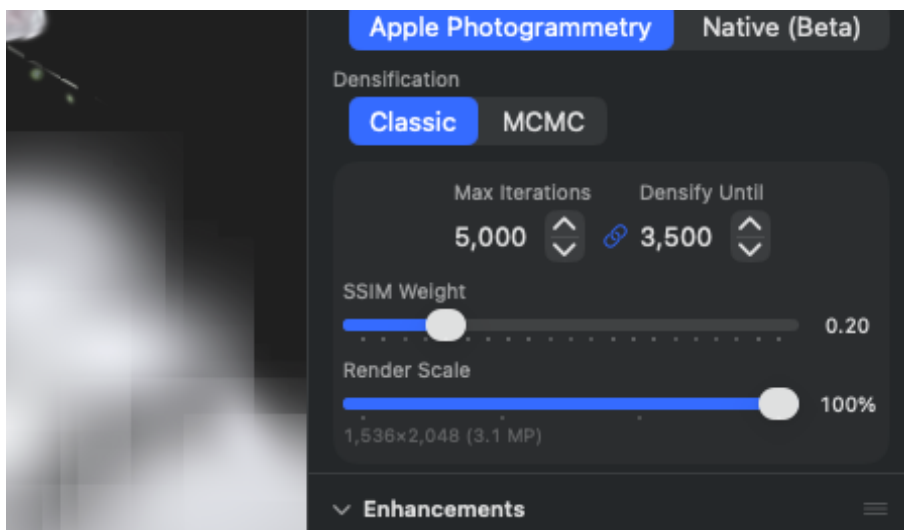 Apple Photogrammetry Native (Beta)
Densification
Classic MCMC
Max Iterations Densify Until
5,000 3,500
SSIM Weight
0.20
Render Scale
100%
1,536×2,048 (3.1 MP)
Enhancements